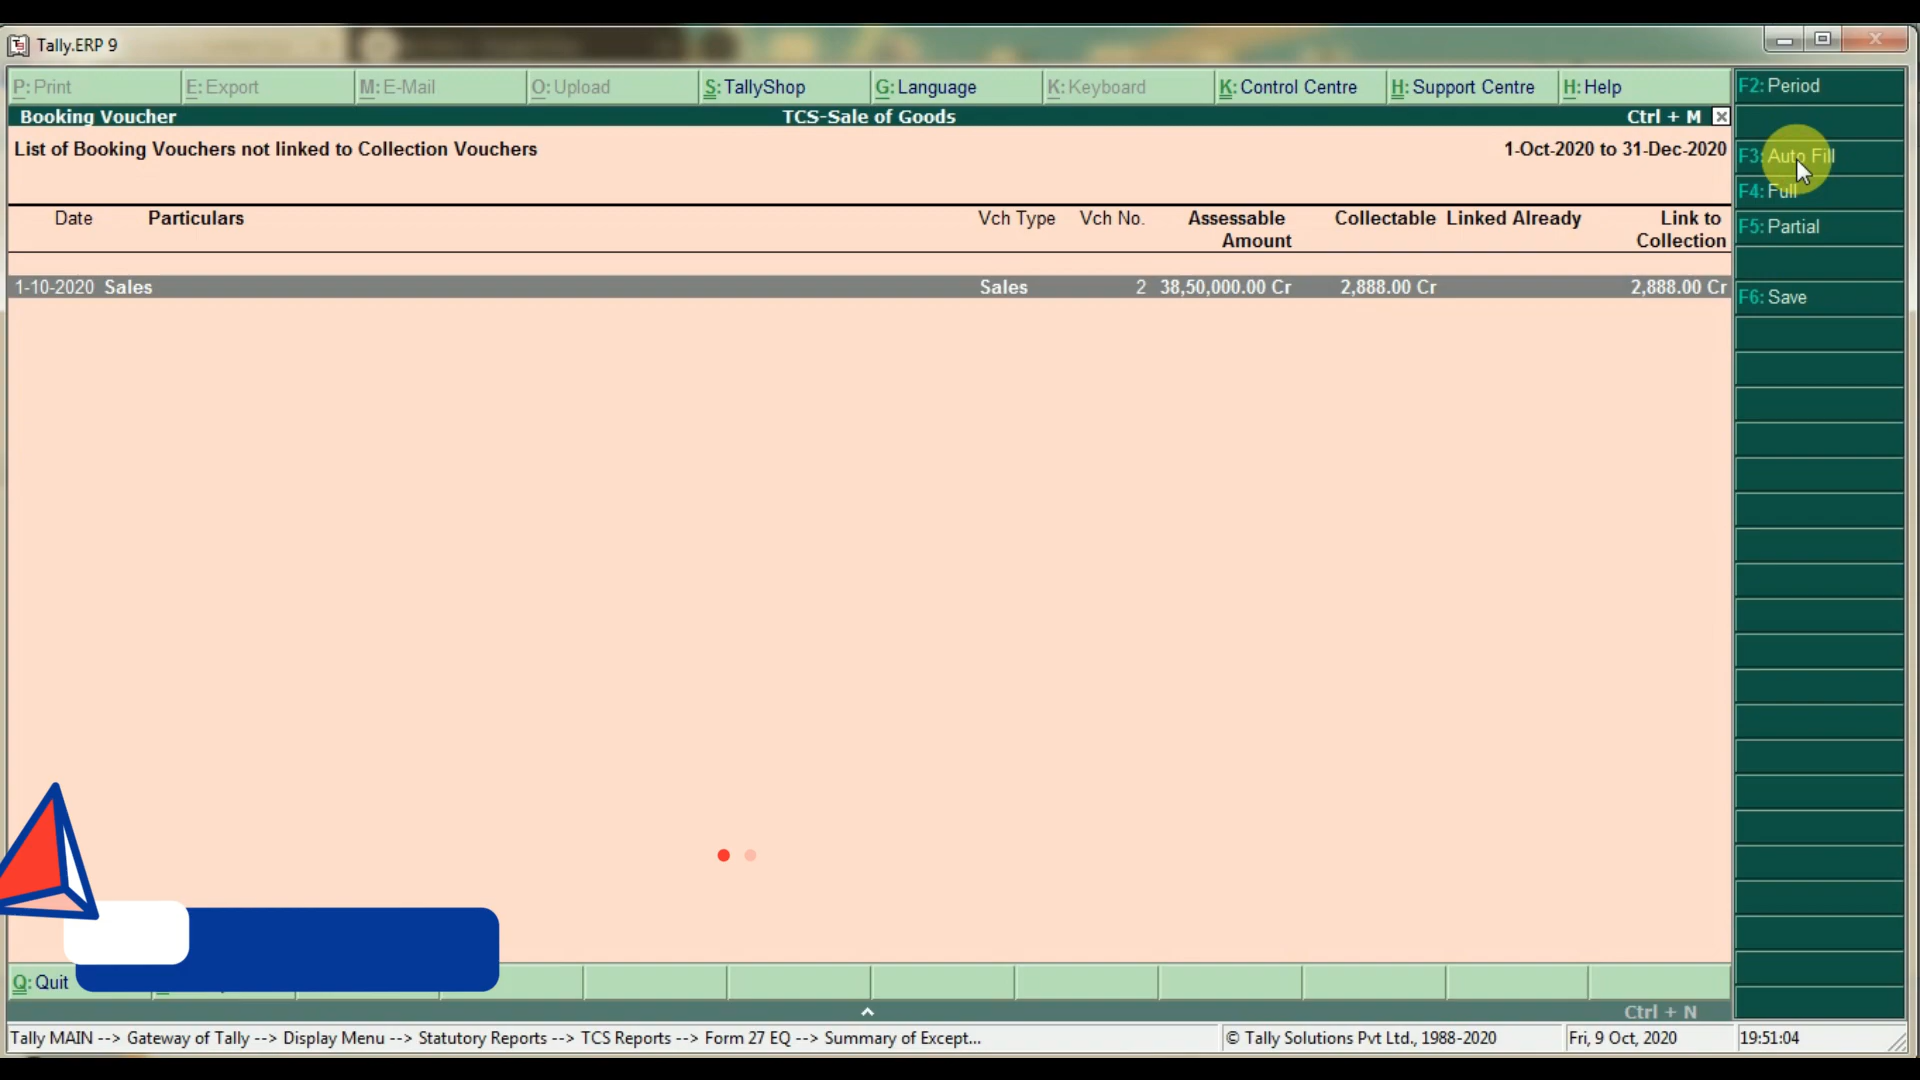 Tally.ERP 9
P: Print E: Export M: E-Mail O: Upload S: TallyShop G: Language K: Keyboard K: Control Centre H: Support Centre H: Help
F2: Period
Booking Voucher TCS-Sale of Goods Ctrl + M
List of Booking Vouchers not linked to Collection Vouchers 1-Oct-2020 to 31-Dec-2020
F3: Auto Fill
F4: Full
F5: Partial
F6: Save
Date Particulars Vch Type Vch No. Assessable Collectable Linked Already Link to
Amount Collection
1-10-2020 Sales Sales 2 38,50,000.00 Cr 2,888.00 Cr 2,888.00 Cr
Q: Quit
Ctrl + N
Tally MAIN --> Gateway of Tally --> Display Menu --> Statutory Reports --> TCS Reports --> Form 27 EQ --> Summary of Except... © Tally Solutions Pvt Ltd., 1988-2020 Fri, 9 Oct, 2020 19:51:04